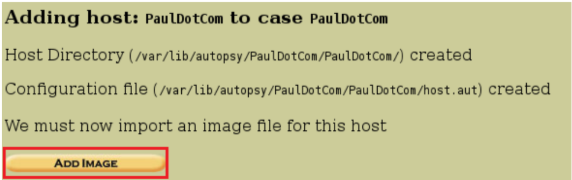 Adding host: PaulDotCom to case PaulDotCom
Host Directory (/var/lib/autopsy/PaulDotCom/PaulDotCom/) created
Configuration file (/var/lib/autopsy/PaulDotCom/PaulDotCom/host.aut) created
We must now import an image file for this host
ADD IMAGE